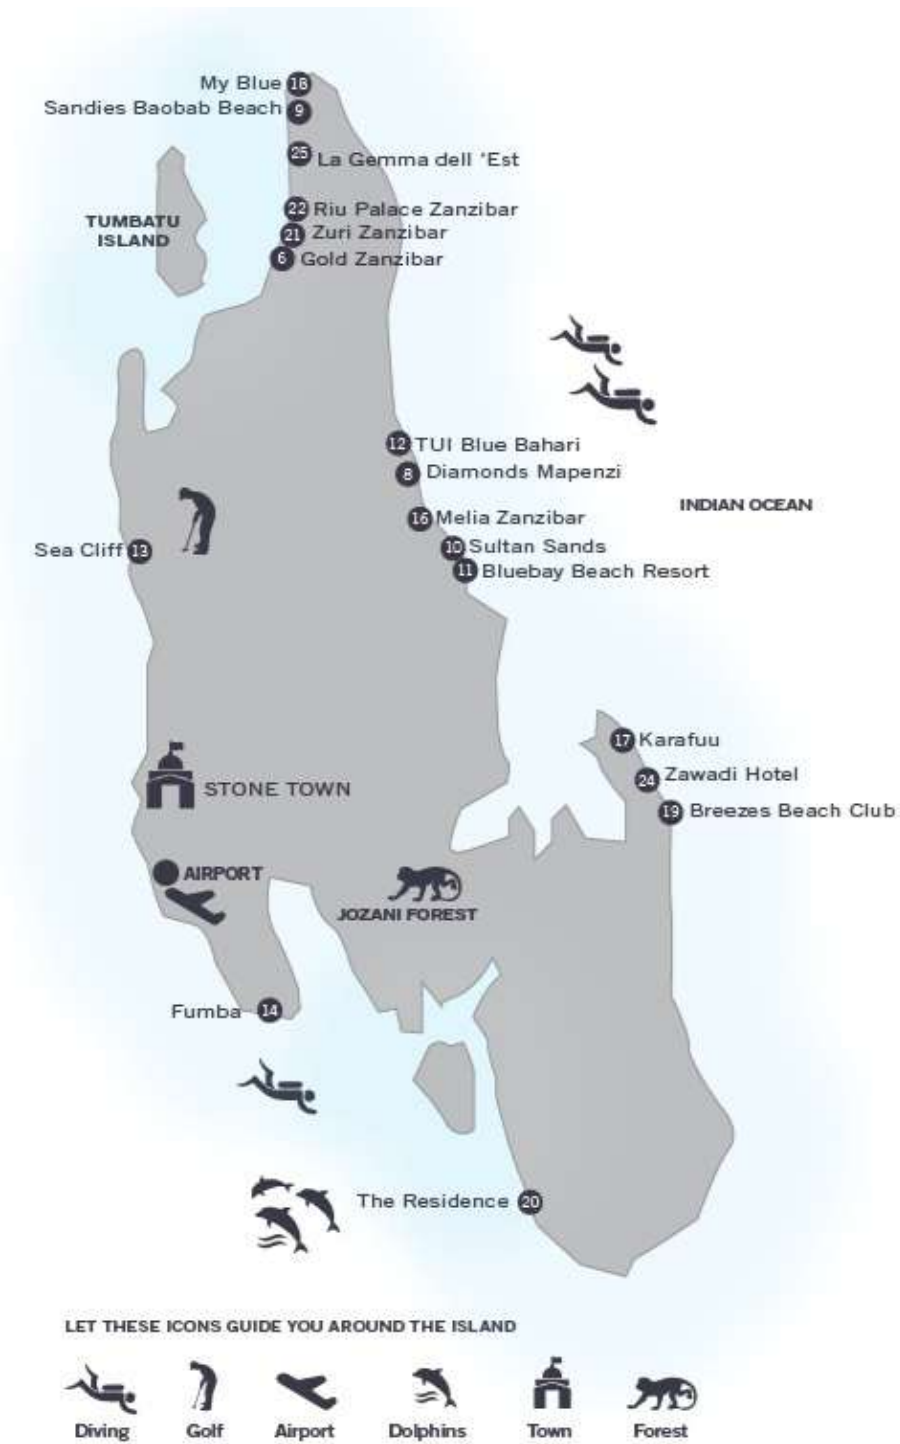 My Blue 18
Sandies Baobab Beach 9
25 La Gemma dell 'Est
22 Riu Palace Zanzibar
TUMBATU
ISLAND
21 Zuri Zanzibar
6 Gold Zanzibar
12 TUI Blue Bahari
8 Diamonds Mapenzi
INDIAN OCEAN
16 Melia Zanzibar
Sea Cliff 13
10 Sultan Sands
11 Bluebay Beach Resort
17 Karafuu
24 Zawadi Hotel
STONE TOWN
19 Breezes Beach Club
AIRPORT
JOZANI FOREST
Fumba 14
The Residence 20
LET THESE ICONS GUIDE YOU AROUND THE ISLAND
Diving Golf Airport Dolphins Town Forest